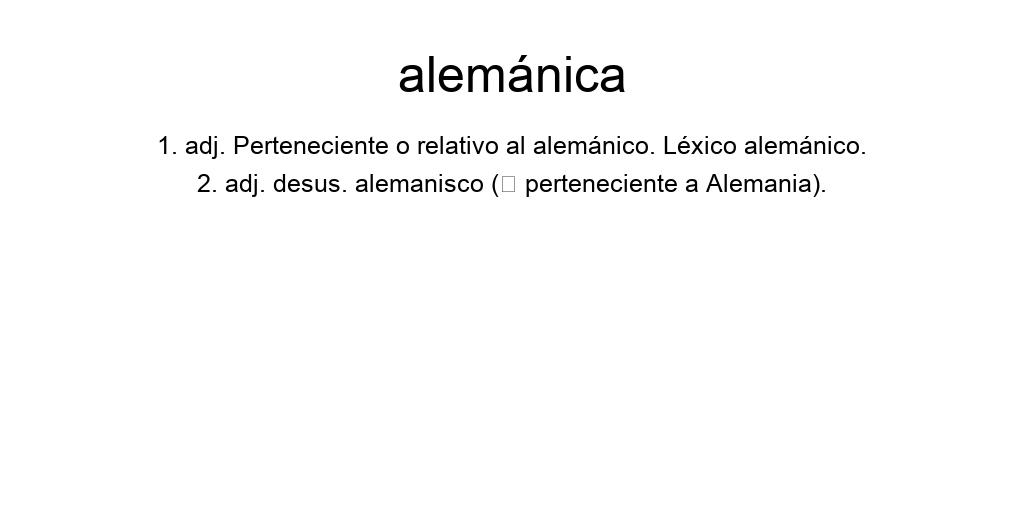 alemánica
1. adj. Perteneciente o relativo al alemánico. Léxico alemánico.
2. adj. desus. alemanisco (□ perteneciente a Alemania).